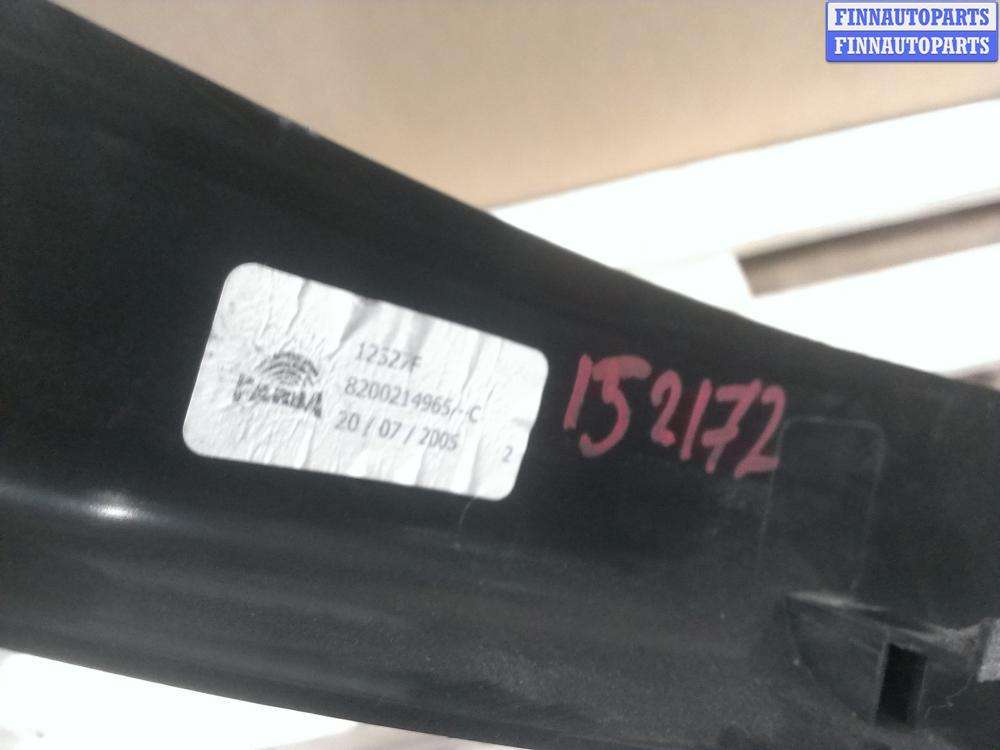 FINNAUTOPARTS
FINNAUTOPARTS
12527F
8200214965/--C
20 / 07 / 2005
2
152172